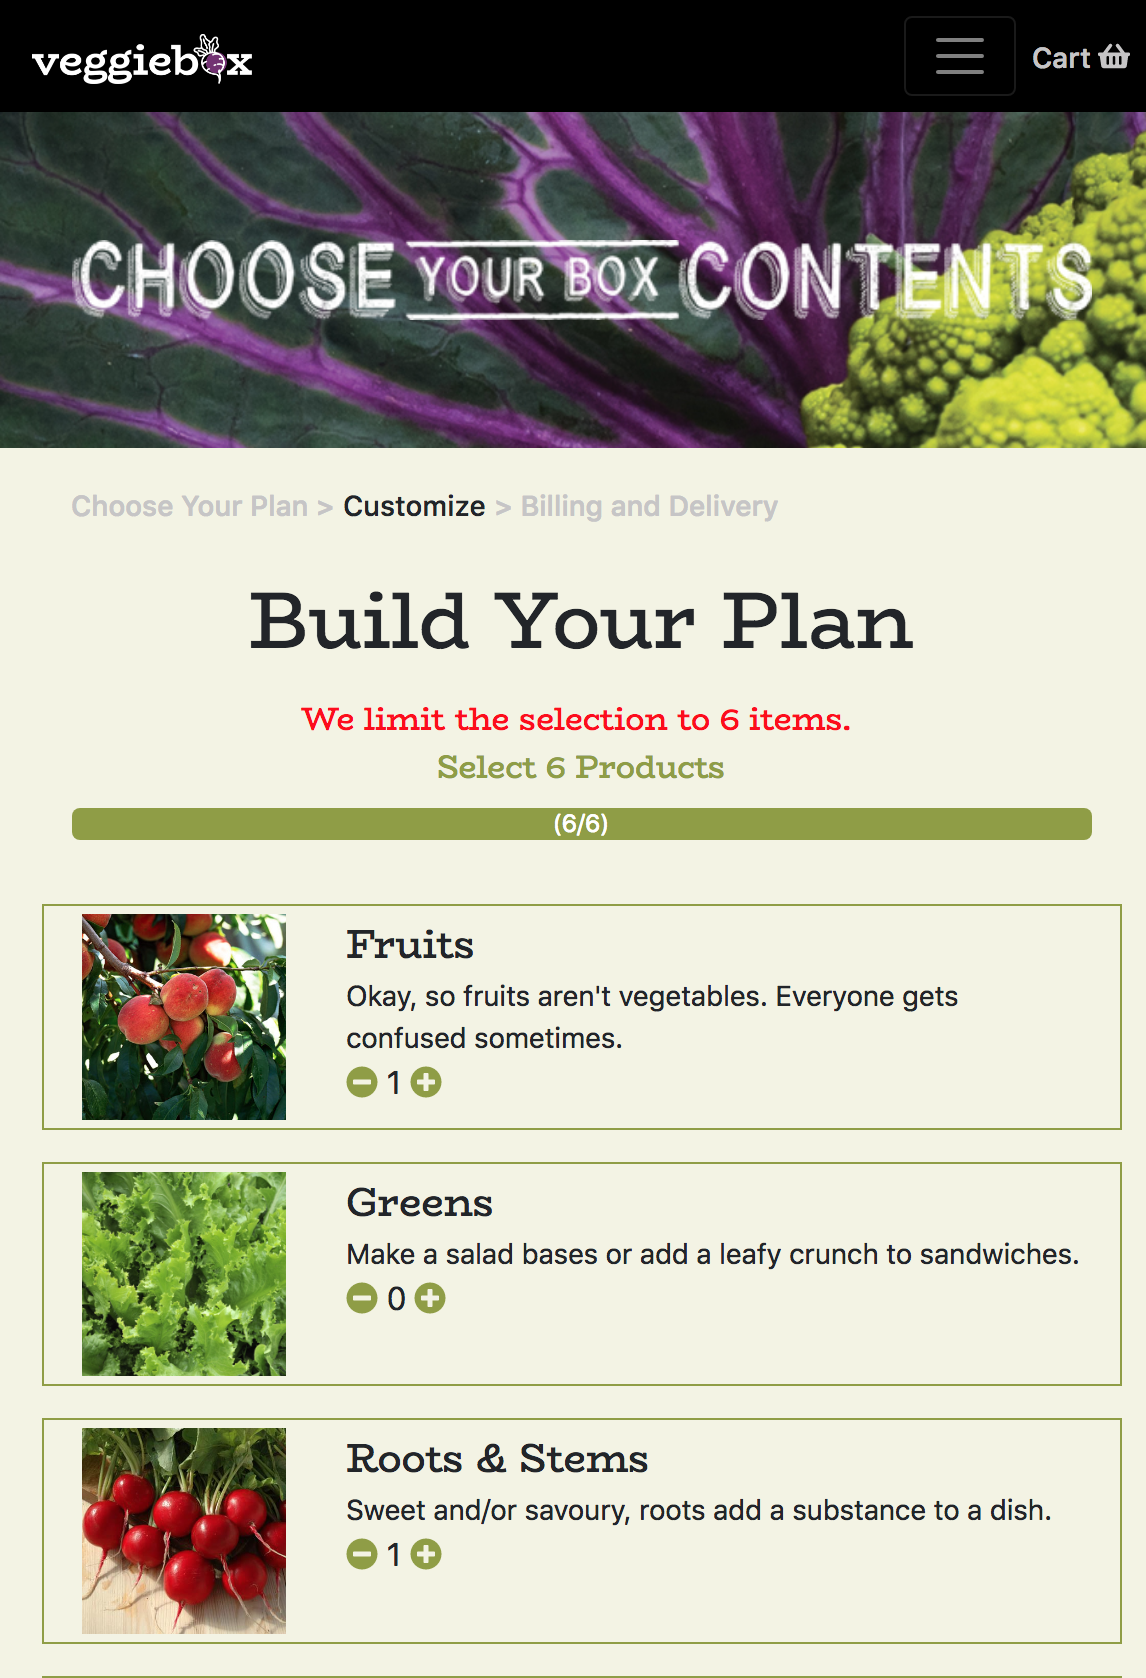 veggiebox
Cart
CHOOSE YOUR BOX CONTENTS
Choose Your Plan > Customize > Billing and Delivery
Build Your Plan
We limit the selection to 6 items.
Select 6 Products
(6/6)
Fruits
Okay, so fruits aren't vegetables. Everyone gets
confused sometimes.
1
Greens
Make a salad bases or add a leafy crunch to sandwiches.
0
Roots & Stems
Sweet and/or savoury, roots add a substance to a dish.
1